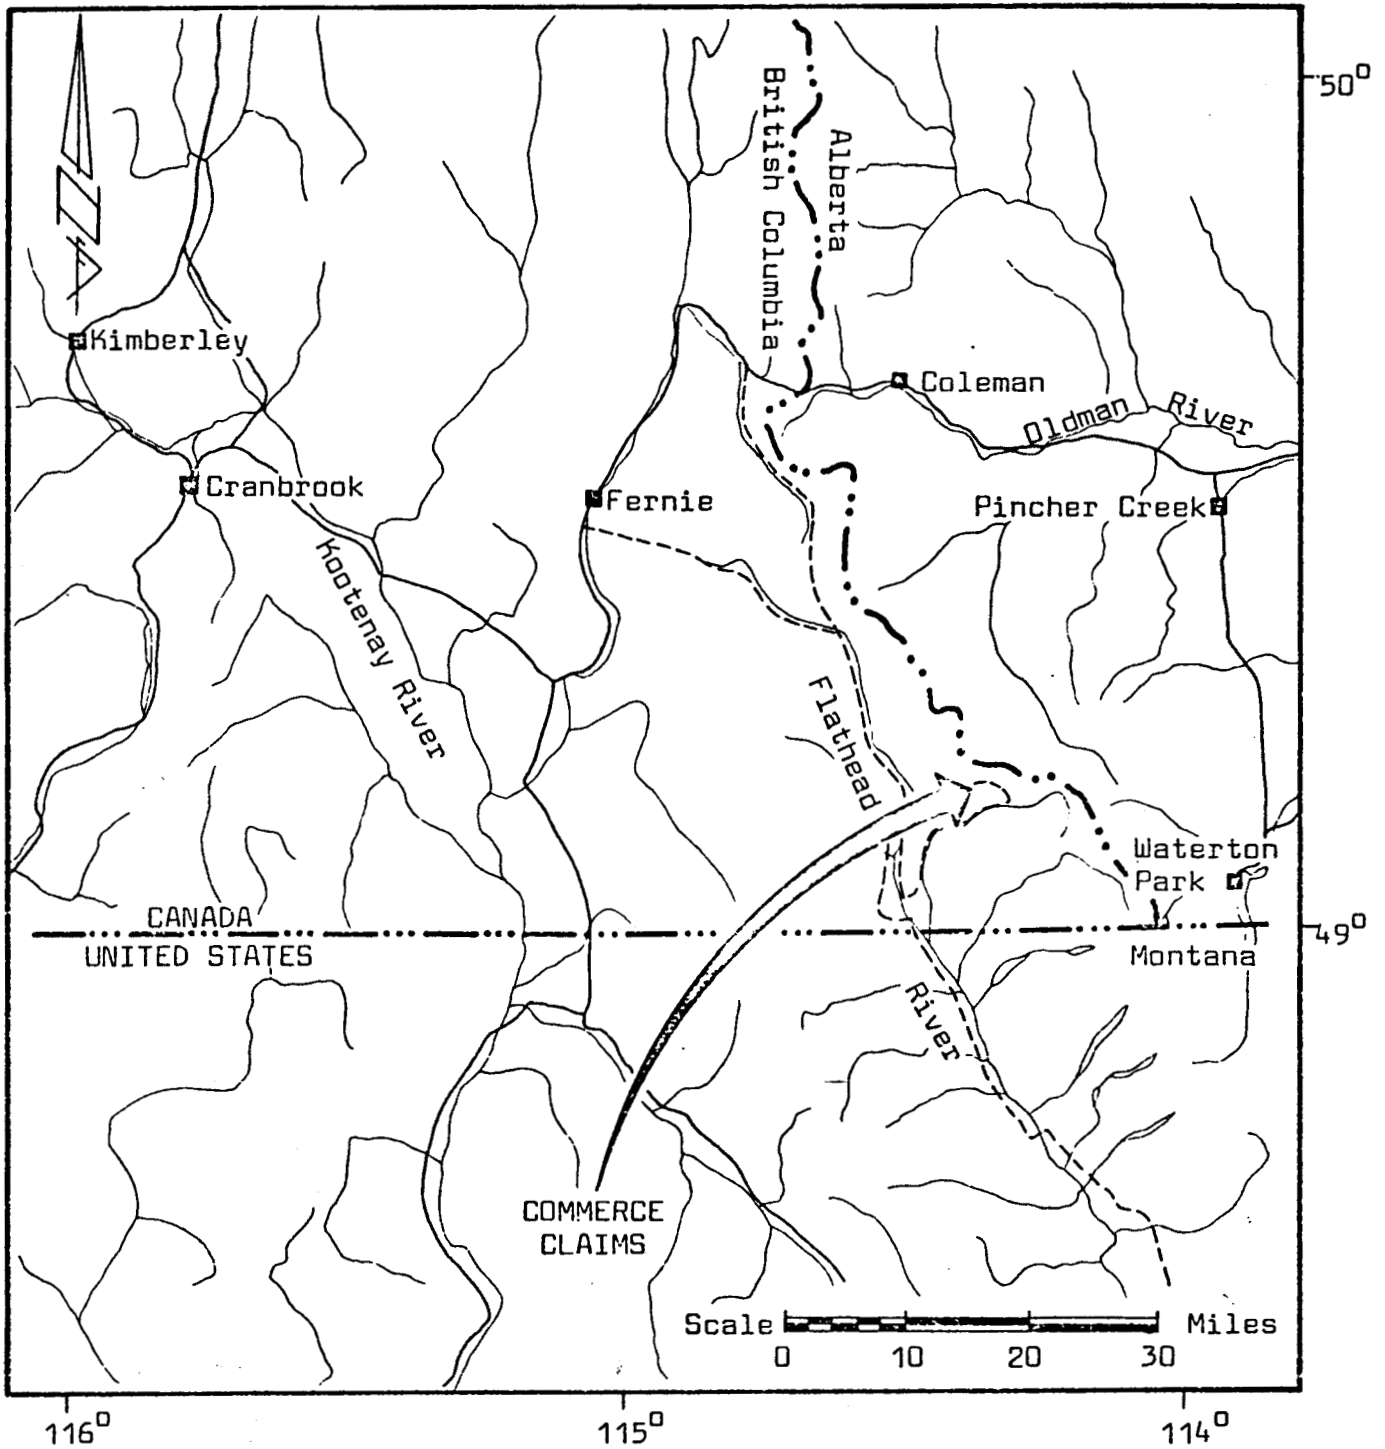 50°
British Columbia
Alberta
N
Kimberley
Coleman
Oldman River
Cranbrook
Fernie
Pincher Creek
Kootenay River
Flathead
Waterton
Park
CANADA
UNITED STATES
49°
Montana
River
COMMERCE
CLAIMS
Scale
Miles
0 10 20 30
116° 115° 114°